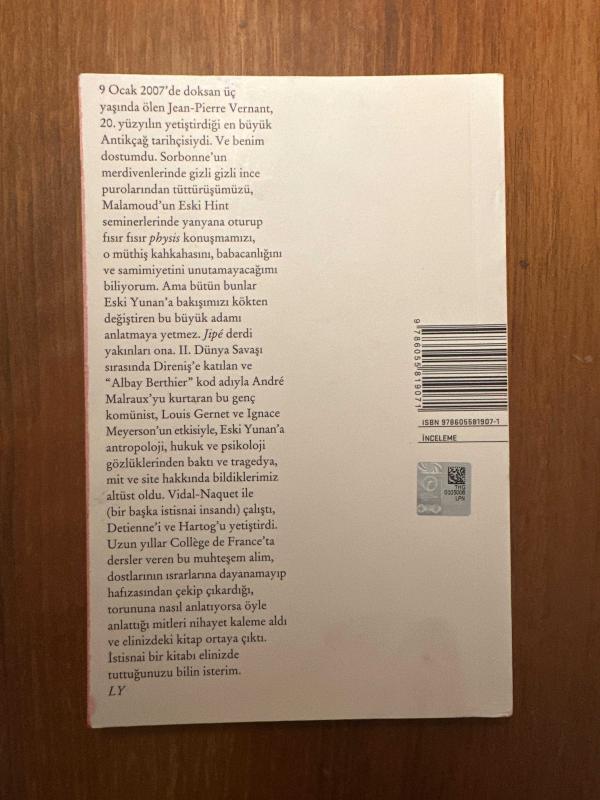 9 Ocak 2007'de doksan üç
yaşında ölen Jean-Pierre Vernant,
20. yüzyılın yetiştirdiği en büyük
Antikçağ tarihçisiydi. Ve benim
dostumdu. Sorbonne'un
merdivenlerinde gizli gizli ince
purolarından tüttürüşümüzü,
Malamoud'un Eski Hint
seminerlerinde yanyana oturup
fısır fısır physis konuşmamızı,
o müthiş kahkahasını, babacanlığını
ve samimiyetini unutamayacağımı
biliyorum. Ama bütün bunlar
Eski Yunan'a bakışımızı kökten
değiştiren bu büyük adamı
anlatmaya yetmez. Jipé derdi
yakınları ona. II. Dünya Savaşı
sırasında Direniş'e katılan ve
"Albay Berthier" kod adıyla André
Malraux'yu kurtaran bu genç
komünist, Louis Gernet ve Ignace
Meyerson'un etkisiyle, Eski Yunan'a
antropoloji, hukuk ve psikoloji
gözlüklerinden baktı ve tragedya,
mit ve site hakkında bildiklerimiz
altüst oldu. Vidal-Naquet ile
(bir başka istisnai insandı) çalıştı,
Detienne'i ve Hartog'u yetiştirdi.
Uzun yıllar Collège de France'ta
dersler veren bu muhteşem alim,
dostlarının ısrarlarına dayanamayıp
hafızasından çekip çıkardığı,
torununa nasıl anlatıyorsa öyle
anlattığı mitleri nihayet kaleme aldı
ve elinizdeki kitap ortaya çıktı.
İstisnai bir kitabı elinizde
tuttuğunuzu bilin isterim.
LY
9 786055 819071
ISBN 978605581907-1
İNCELEME
THG
0105006
LPN